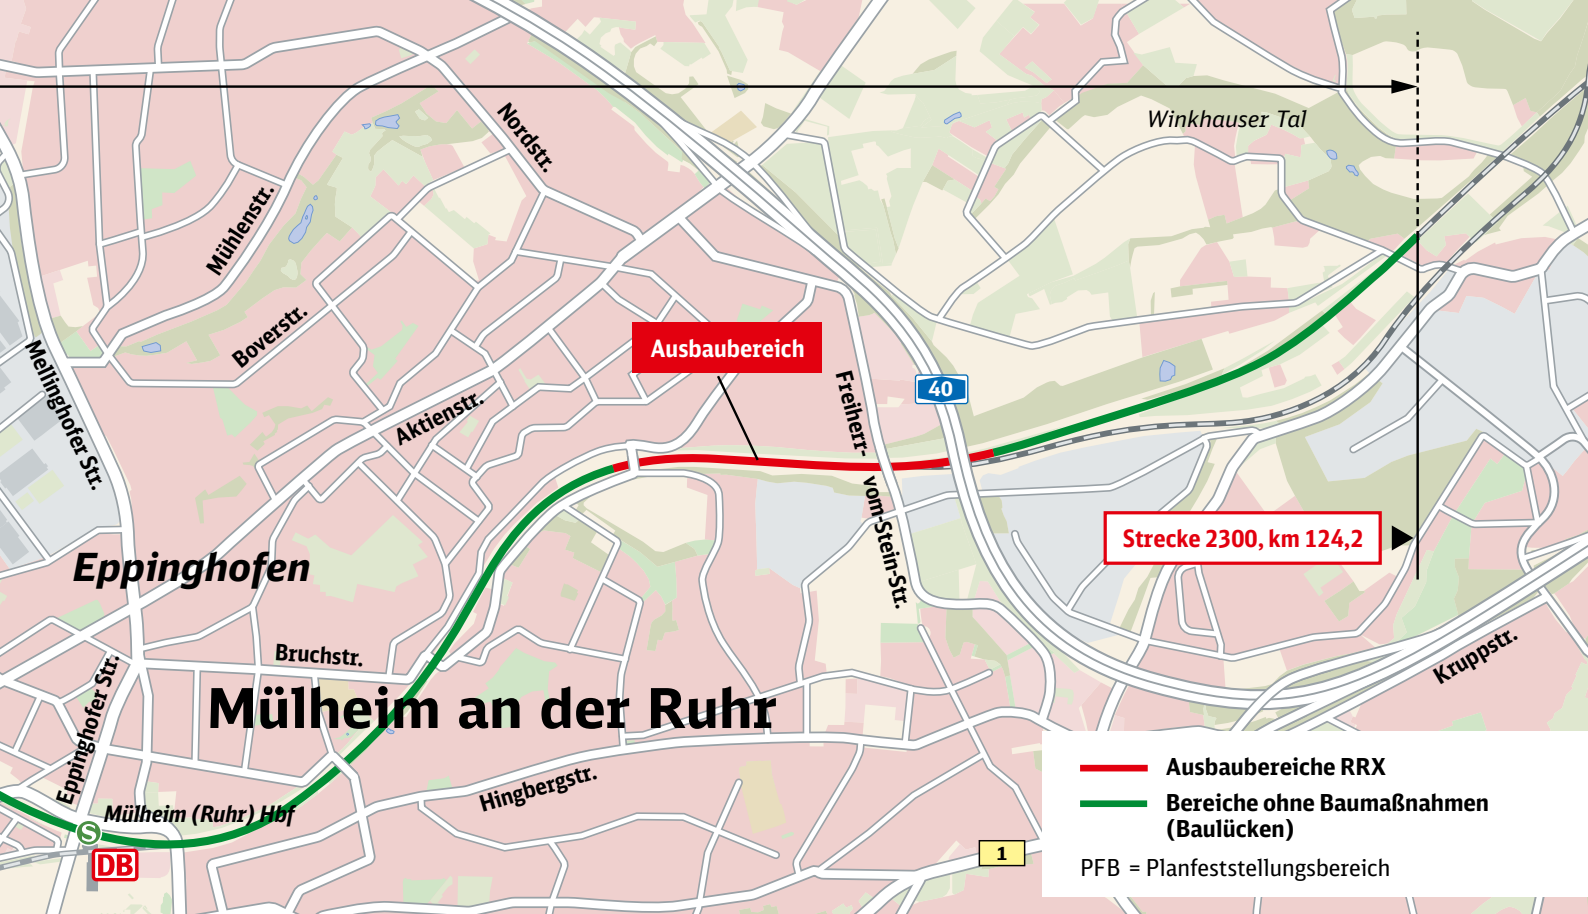 Winkhauser Tal
Nordstr.
Mühlenstr.
Boverstr.
Ausbaubereich
Mellinghofer Str.
Aktienstr.
Freiherr-
vom-Stein-Str.
40
Strecke 2300, km 124,2
Eppinghofen
Bruchstr.
Kruppstr.
Eppinghofer Str.
Mülheim an der Ruhr
Hingbergstr.
Mülheim (Ruhr) Hbf
S
DB
1
Ausbaubereiche RRX
Bereiche ohne Baumaßnahmen
(Baulücken)
PFB = Planfeststellungsbereich